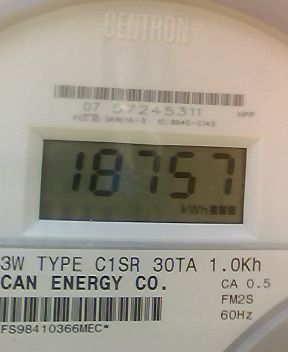 CENTRON®
07 57245311 HPP
18757
kWh
3W TYPE C1SR 30TA 1.0Kh
CAN ENERGY CO. CA 0.5
FM2S
60Hz
FS98410366MEC*